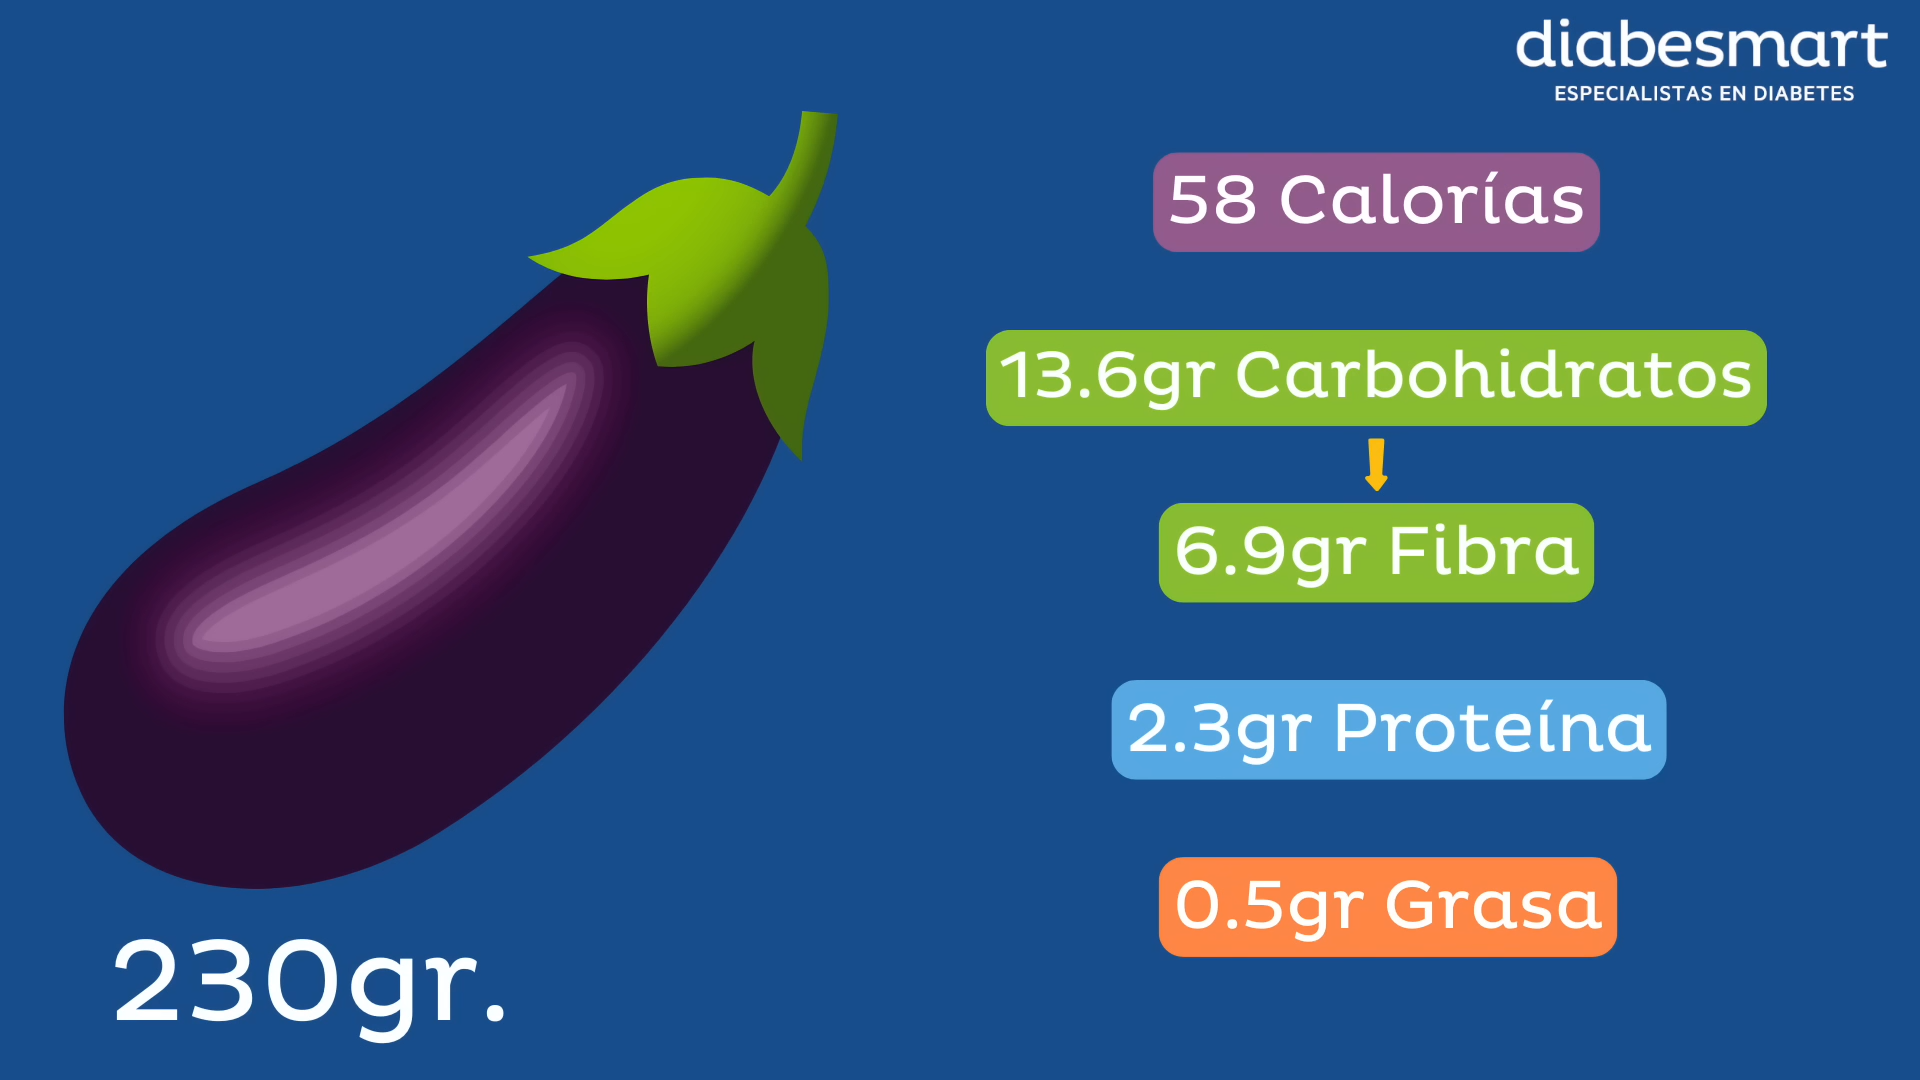 diabesmart
ESPECIALISTAS EN DIABETES
58 Calorías
13.6gr Carbohidratos
6.9gr Fibra
2.3gr Proteína
0.5gr Grasa
230gr.